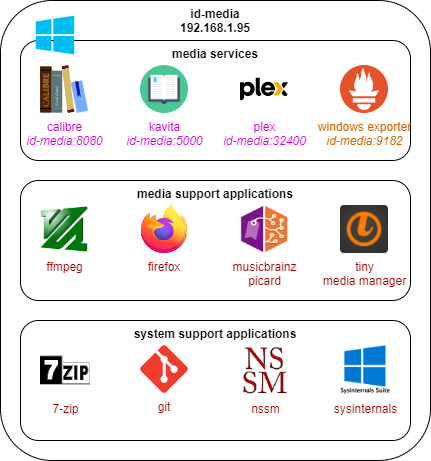 id-media
192.168.1.95
media services
CALIBRE
plex
calibre
id-media:8080
kavita
id-media:5000
plex
id-media:32400
windows exporter
id-media:9182
media support applications
ffmpeg
firefox
musicbrainz
picard
tiny
media manager
system support applications
7ZIP
NS
SM
Sysinternals Suite
7-zip
git
nssm
sysinternals